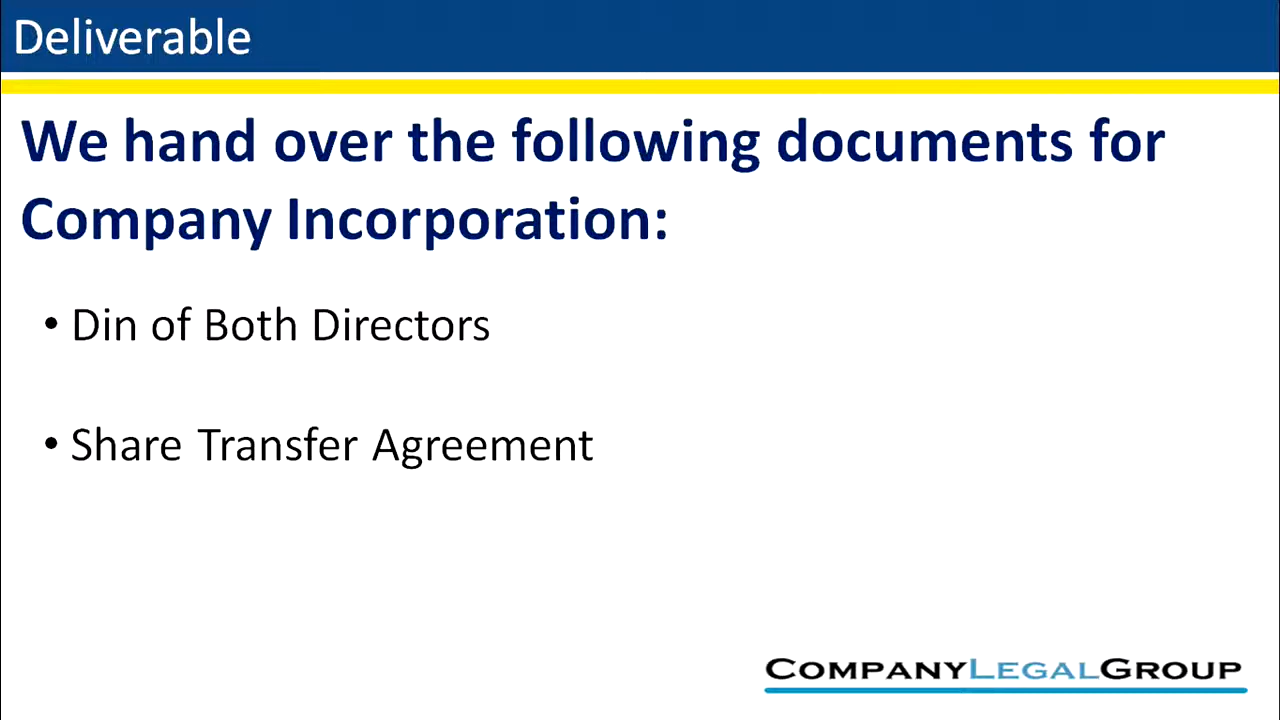 Deliverable
We hand over the following documents for
Company Incorporation:
• Din of Both Directors
• Share Transfer Agreement
COMPANYLEGALGROUP